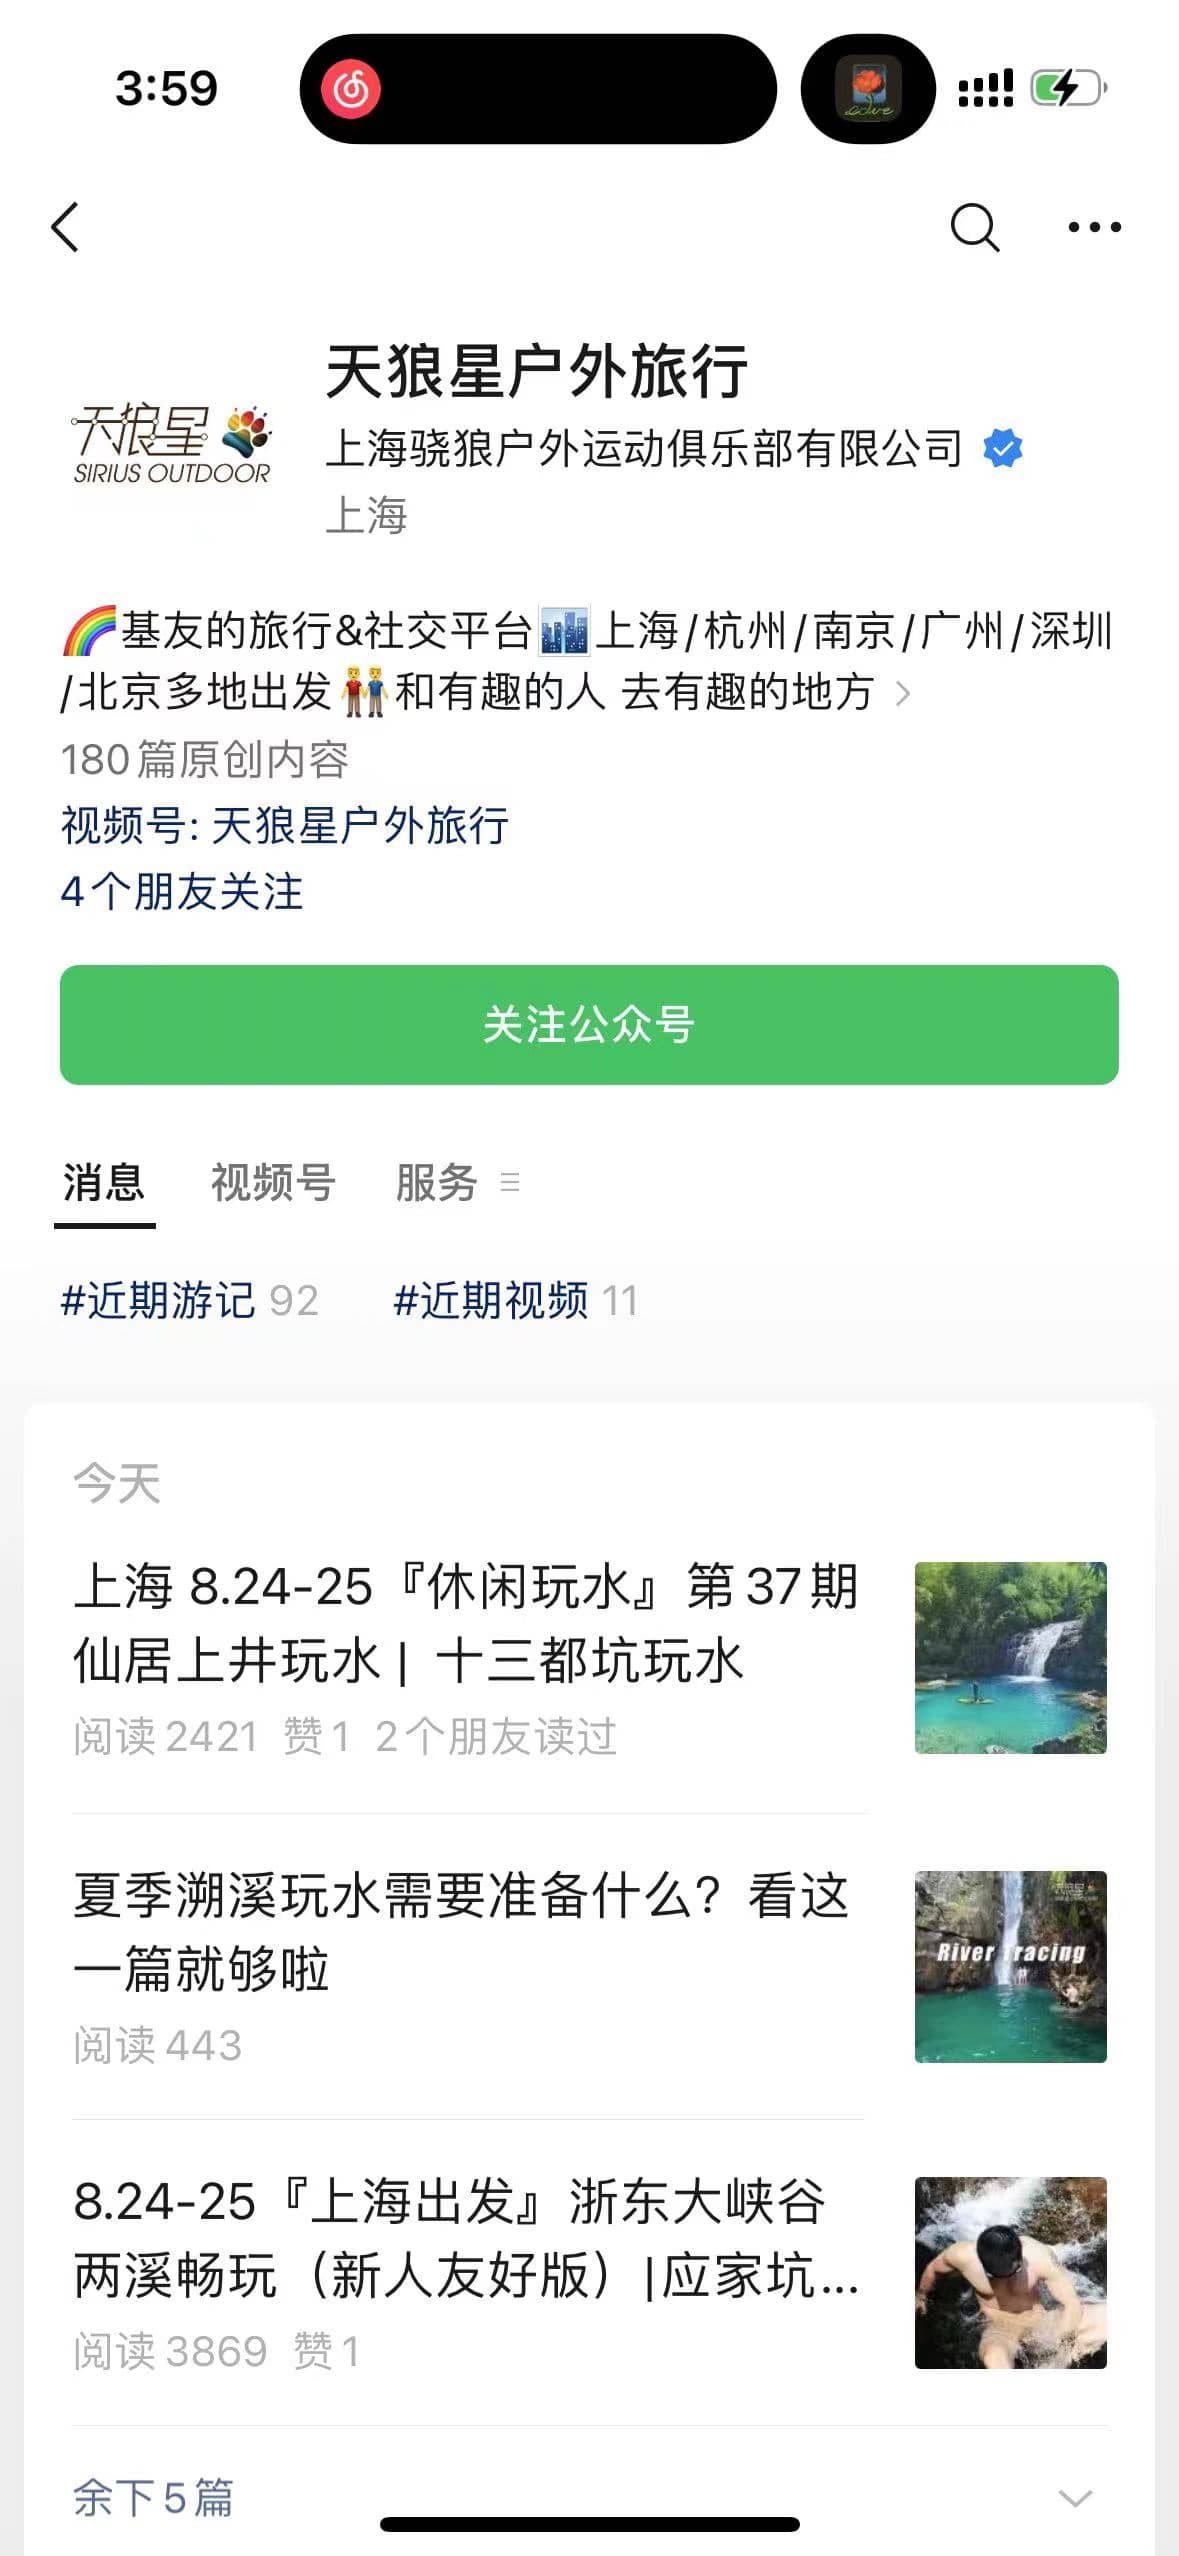 3:59
天狼星户外旅行
天狼星
SIRIUS OUTDOOR
上海骁狼户外运动俱乐部有限公司
上海
🌈基友的旅行&社交平台🏙️上海/杭州/南京/广州/深圳
/北京多地出发👬和有趣的人 去有趣的地方
180篇原创内容
视频号: 天狼星户外旅行
4个朋友关注
关注公众号
消息 视频号 服务
#近期游记 92 #近期视频 11
今天
上海 8.24-25『休闲玩水』第37期
仙居上井玩水 | 十三都坑玩水
阅读 2421 赞 1 2个朋友读过
夏季溯溪玩水需要准备什么？看这
一篇就够啦
River Tracing
阅读 443
8.24-25『上海出发』浙东大峡谷
两溪畅玩（新人友好版）|应家坑...
阅读 3869 赞 1
余下5篇